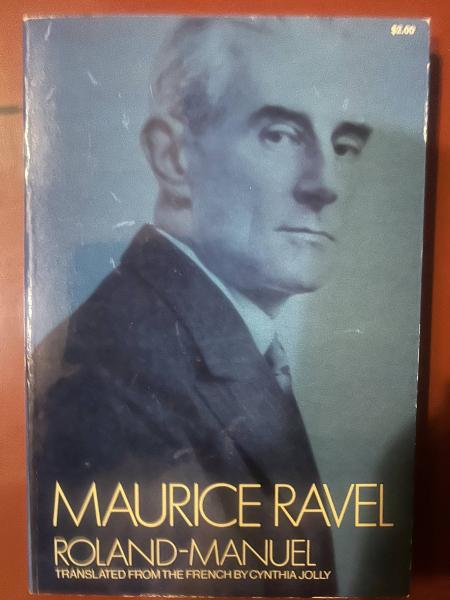 $2.00
MAURICE RAVEL
ROLAND-MANUEL
TRANSLATED FROM THE FRENCH BY CYNTHIA JOLLY